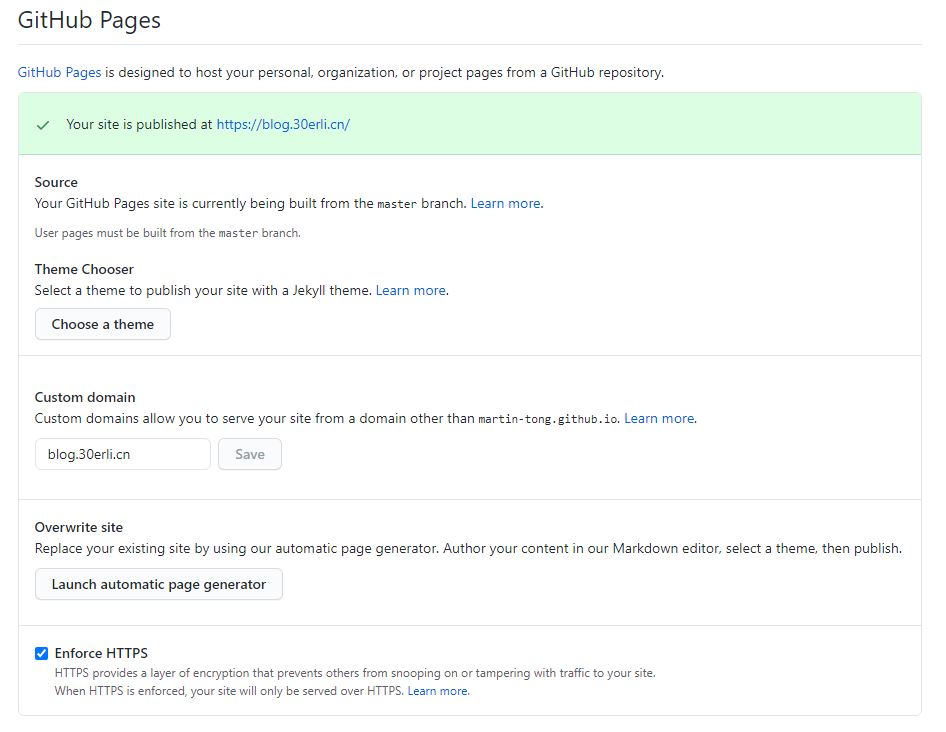 GitHub Pages
GitHub Pages is designed to host your personal, organization, or project pages from a GitHub repository.
Your site is published at https://blog.30erli.cn/
Source
Your GitHub Pages site is currently being built from the master branch. Learn more.
User pages must be built from the master branch.
Theme Chooser
Select a theme to publish your site with a Jekyll theme. Learn more.
Choose a theme
Custom domain
Custom domains allow you to serve your site from a domain other than martin-tong.github.io. Learn more.
blog.30erli.cn Save
Overwrite site
Replace your existing site by using our automatic page generator. Author your content in our Markdown editor, select a theme, then publish.
Launch automatic page generator
Enforce HTTPS
HTTPS provides a layer of encryption that prevents others from snooping on or tampering with traffic to your site.
When HTTPS is enforced, your site will only be served over HTTPS. Learn more.